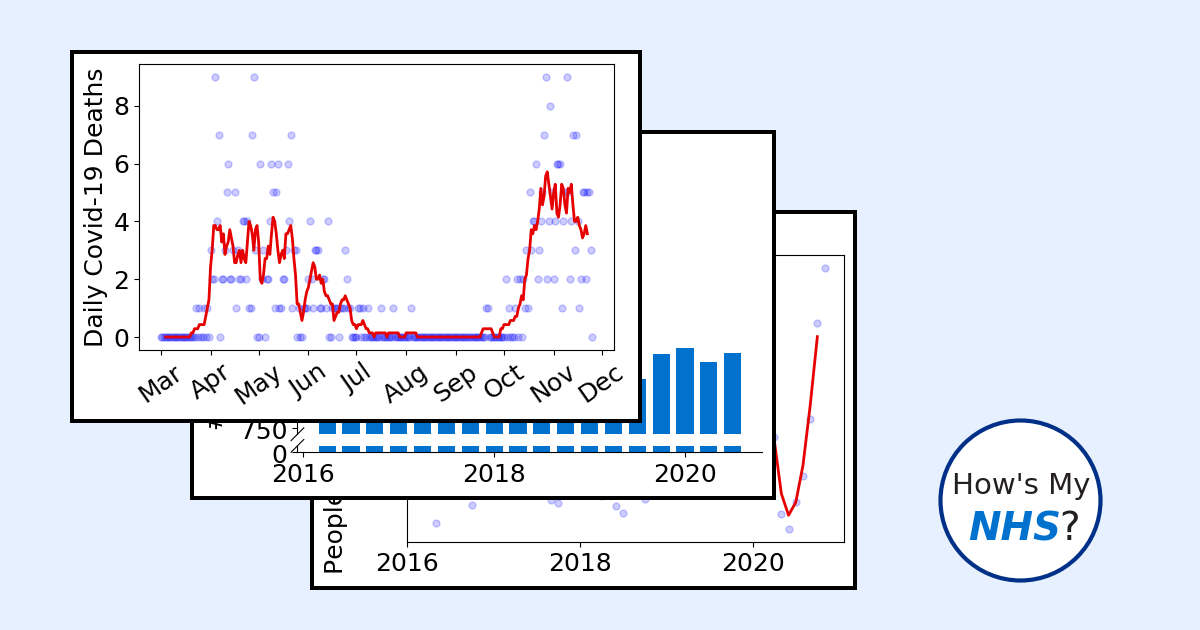 Daily Covid-19 Deaths
8
6
4
2
0
Mar Apr May Jun Jul Aug Sep Oct Nov Dec
750
0
2016 2018 2020
People
2016 2018 2020
How's My
NHS?